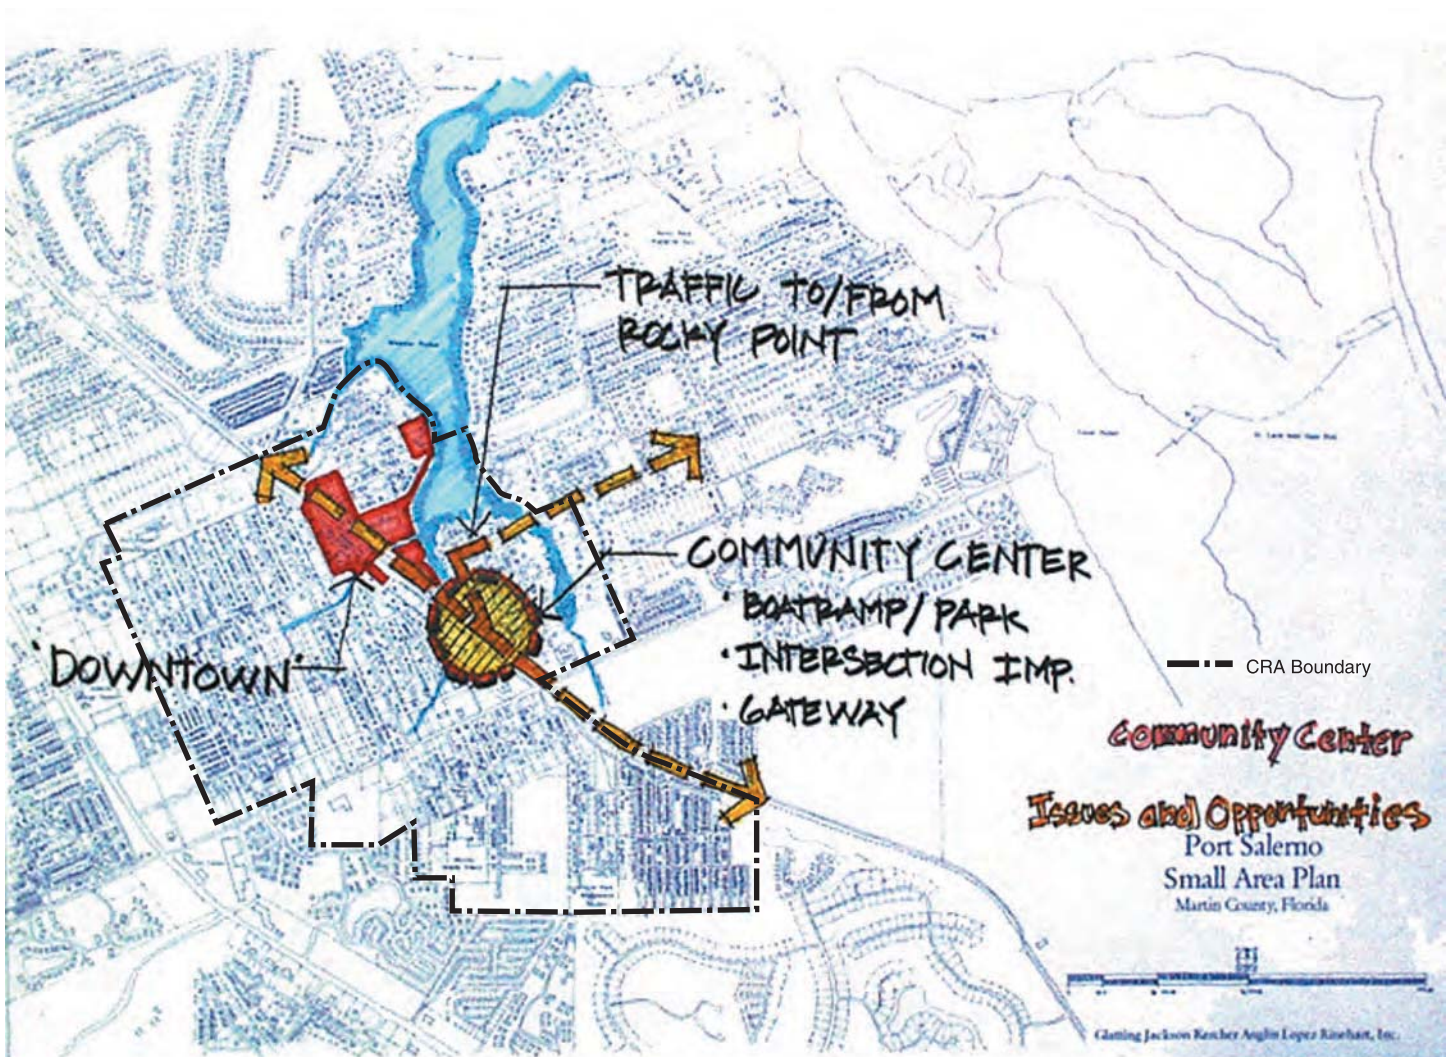 TRAFFIC TO/FROM
ROCKY POINT
COMMUNITY CENTER
• BOATRAMP/PARK
• INTERSECTION IMP.
• GATEWAY
'DOWNTOWN'
CRA Boundary
Community Center
Issues and Opportunities
Port Salerno
Small Area Plan
Martin County, Florida
Glatting Jackson Kercher Anglin Lopez Rinehart, Inc.